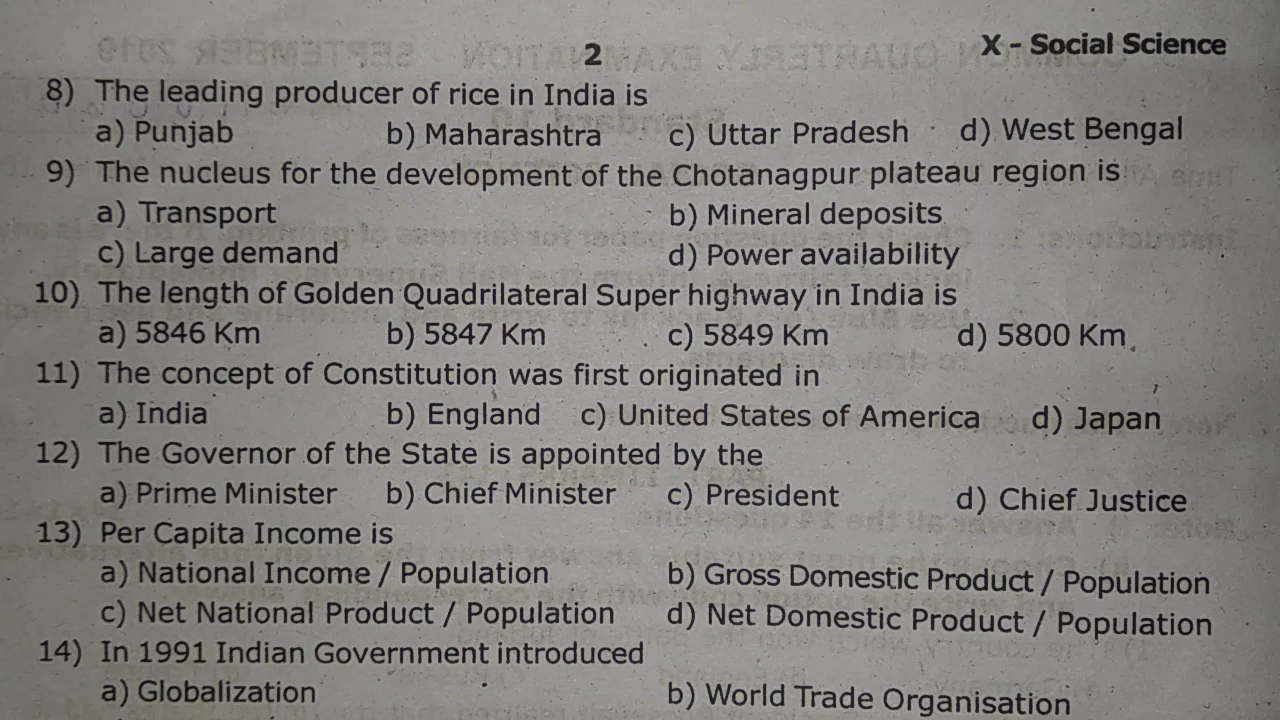 2
X - Social Science
8) The leading producer of rice in India is
a) Punjab b) Maharashtra c) Uttar Pradesh d) West Bengal
9) The nucleus for the development of the Chotanagpur plateau region is
a) Transport b) Mineral deposits
c) Large demand d) Power availability
10) The length of Golden Quadrilateral Super highway in India is
a) 5846 Km b) 5847 Km c) 5849 Km d) 5800 Km
11) The concept of Constitution was first originated in
a) India b) England c) United States of America d) Japan
12) The Governor of the State is appointed by the
a) Prime Minister b) Chief Minister c) President d) Chief Justice
13) Per Capita Income is
a) National Income / Population b) Gross Domestic Product / Population
c) Net National Product / Population d) Net Domestic Product / Population
14) In 1991 Indian Government introduced
a) Globalization b) World Trade Organisation